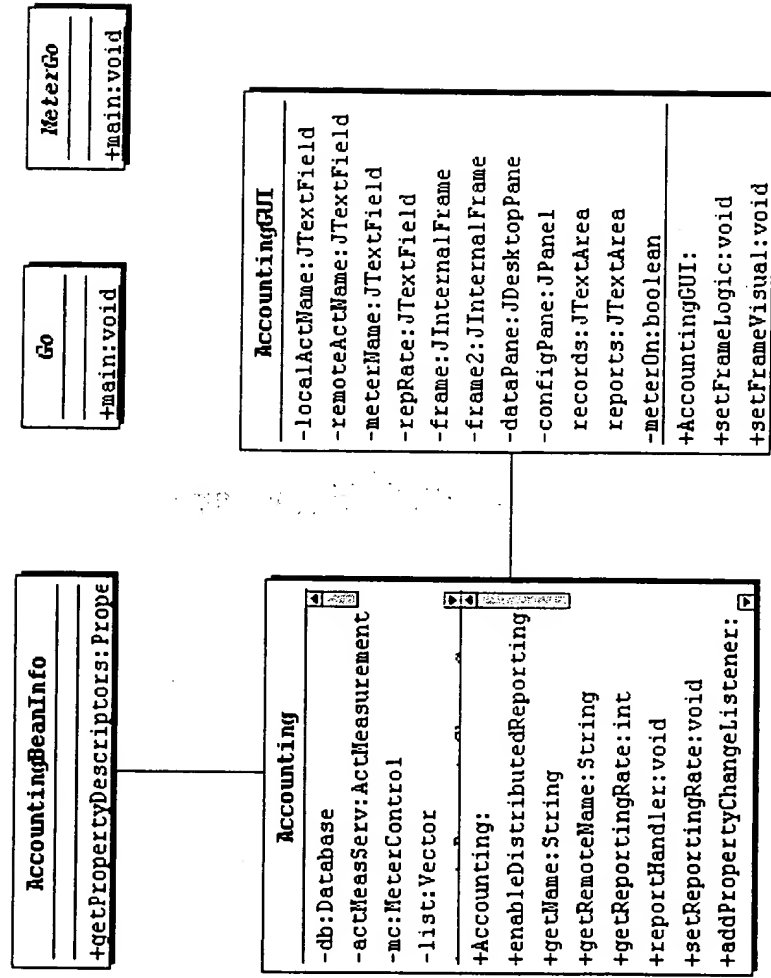 AccountingBeanInfo
+getPropertyDescriptors:Prope
Go
+main:void
MeterGo
+main:void
Accounting
-db:Database
-actMeasServ:ActMeasurement
-mc:MeterControl
-list:Vector
+Accounting:
+enableDistributedReporting
+getName:String
+getRemoteName:String
+getReportingRate:int
+reportHandler:void
+setReportingRate:void
+addPropertyChangeListener:
AccountingGUI
-localActName:JTextField
-remoteActName:JTextField
-meterName:JTextField
-repRate:JTextField
-frame:JInternalFrame
-frame2:JInternalFrame
-dataPane:JDesktopPane
-configPane:JPanel
records:JTextArea
reports:JTextArea
-meterOn:boolean
+AccountingGUI:
+setFrameLogic:void
+setFrameVisual:void